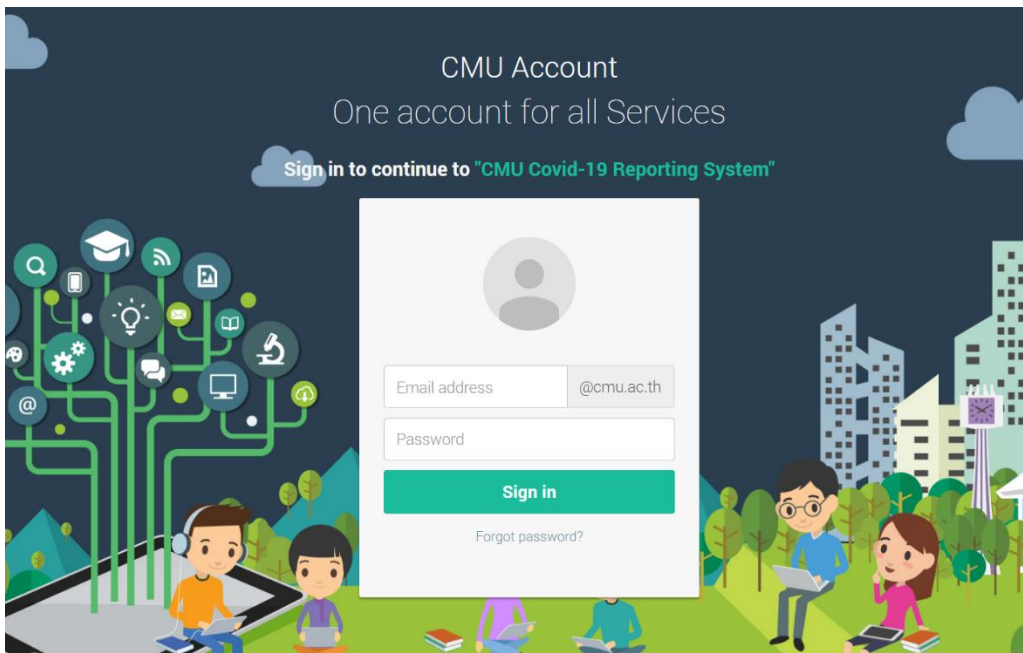 CMU Account
One account for all Services
Sign in to continue to "CMU Covid-19 Reporting System"
@
Email address @cmu.ac.th
Password
Sign in
Forgot password?